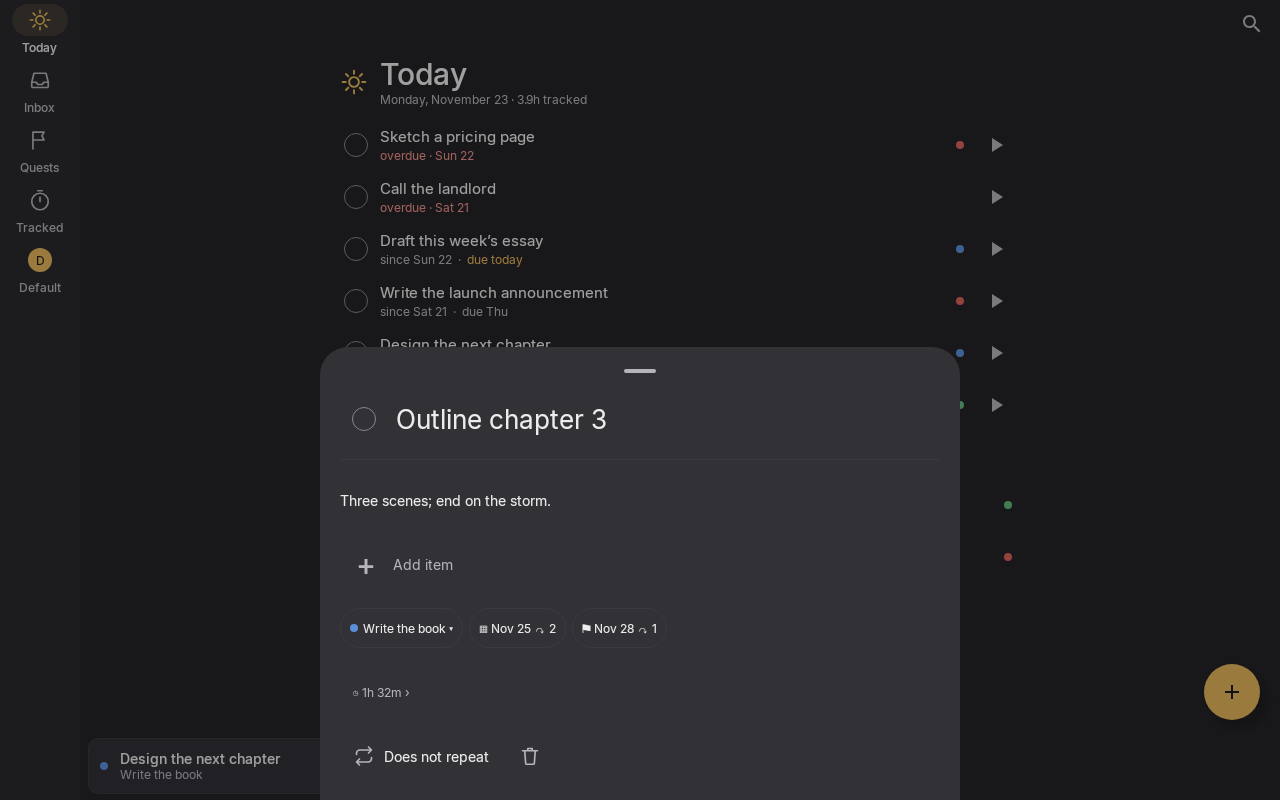 Today
Inbox
Quests
Tracked
D
Default
Today
Monday, November 23 · 3.9h tracked
Sketch a pricing page
overdue · Sun 22
Call the landlord
overdue · Sat 21
Draft this week’s essay
since Sun 22 · due today
Write the launch announcement
since Sat 21 · due Thu
Design the next chapter
Outline chapter 3
Three scenes; end on the storm.
Add item
Write the book
Nov 25 2
Nov 28 1
1h 32m ›
Does not repeat
Design the next chapter
Write the book